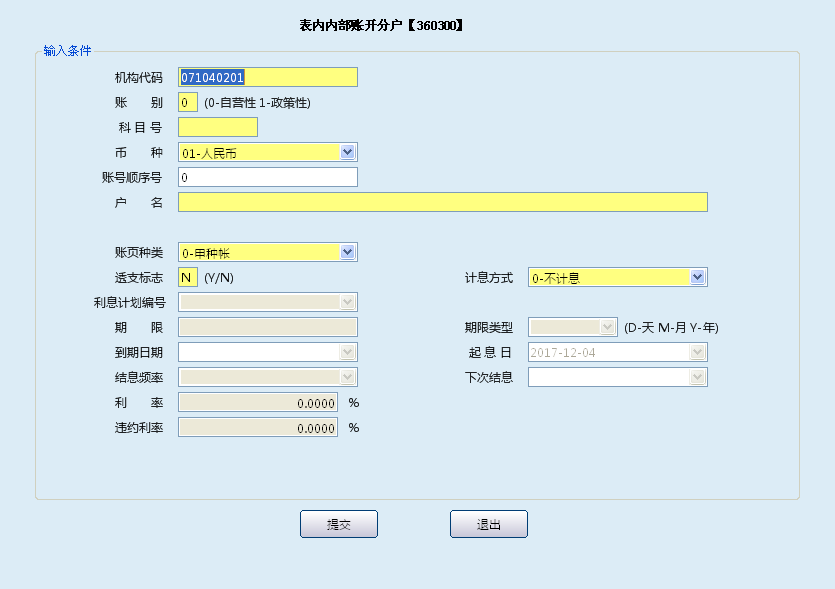 表内内部账开分户【360300】
输入条件
机构代码 071040201
账 别 0 (0-自营性 1-政策性)
科 目 号
币 种 01-人民币
账号顺序号 0
户 名
账页种类 0-甲种帐
透支标志 N (Y/N) 计息方式 0-不计息
利息计划编号
期 限 期限类型 (D-天 M-月 Y-年)
到期日期 起 息 日 2017-12-04
结息频率 下次结息
利 率 0.0000 %
违约利率 0.0000 %
提交 退出